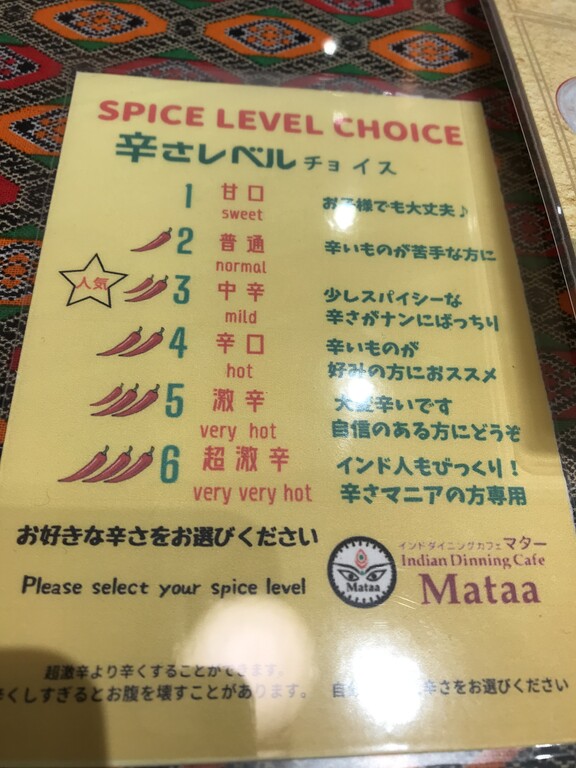 SPICE LEVEL CHOICE
辛さレベル チョイス
1 甘口 お子様でも大丈夫♪
sweet
2 普通 辛いものが苦手な方に
normal
人気 3 中辛 少しスパイシーな
mild 辛さがナンにばっちり
4 辛口 辛いものが
hot 好みの方におススメ
5 激辛 大変辛いです
very hot 自信のある方にどうぞ
6 超激辛 インド人もびっくり!
very very hot 辛さマニアの方専用
お好きな辛さをお選びください
Please select your spice level
Mataa
インドダイニングカフェ マター
Indian Dinning Cafe
Mataa
超激辛より辛くすることができます。
辛くしすぎるとお腹を壊すことがあります。 辛さをお選びください